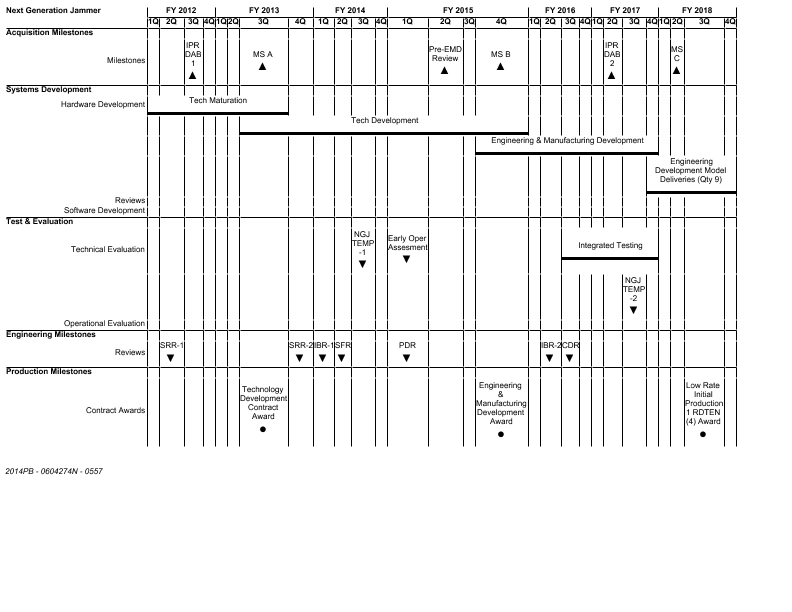 Next Generation Jammer
FY 2012 FY 2013 FY 2014 FY 2015 FY 2016 FY 2017 FY 2018
1Q 2Q 3Q 4Q 1Q 2Q 3Q 4Q 1Q 2Q 3Q 4Q 1Q 2Q 3Q 4Q 1Q 2Q 3Q 4Q 1Q 2Q 3Q 4Q 1Q 2Q 3Q 4Q
Acquisition Milestones
Milestones
IPR
DAB
1
MS A
Pre-EMD
Review
MS B
IPR
DAB
2
MS
C
Systems Development
Hardware Development
Tech Maturation
Tech Development
Engineering & Manufacturing Development
Engineering
Development Model
Deliveries (Qty 9)
Reviews
Software Development
Test & Evaluation
Technical Evaluation
NGJ
TEMP
-1
Early Oper
Assesment
Integrated Testing
NGJ
TEMP
-2
Operational Evaluation
Engineering Milestones
Reviews
SRR-1
SRR-2
IBR-1
SFR
PDR
IBR-2
CDR
Production Milestones
Contract Awards
Technology
Development
Contract
Award
Engineering
&
Manufacturing
Development
Award
Low Rate
Initial
Production
1 RDTEN
(4) Award
2014PB - 0604274N - 0557